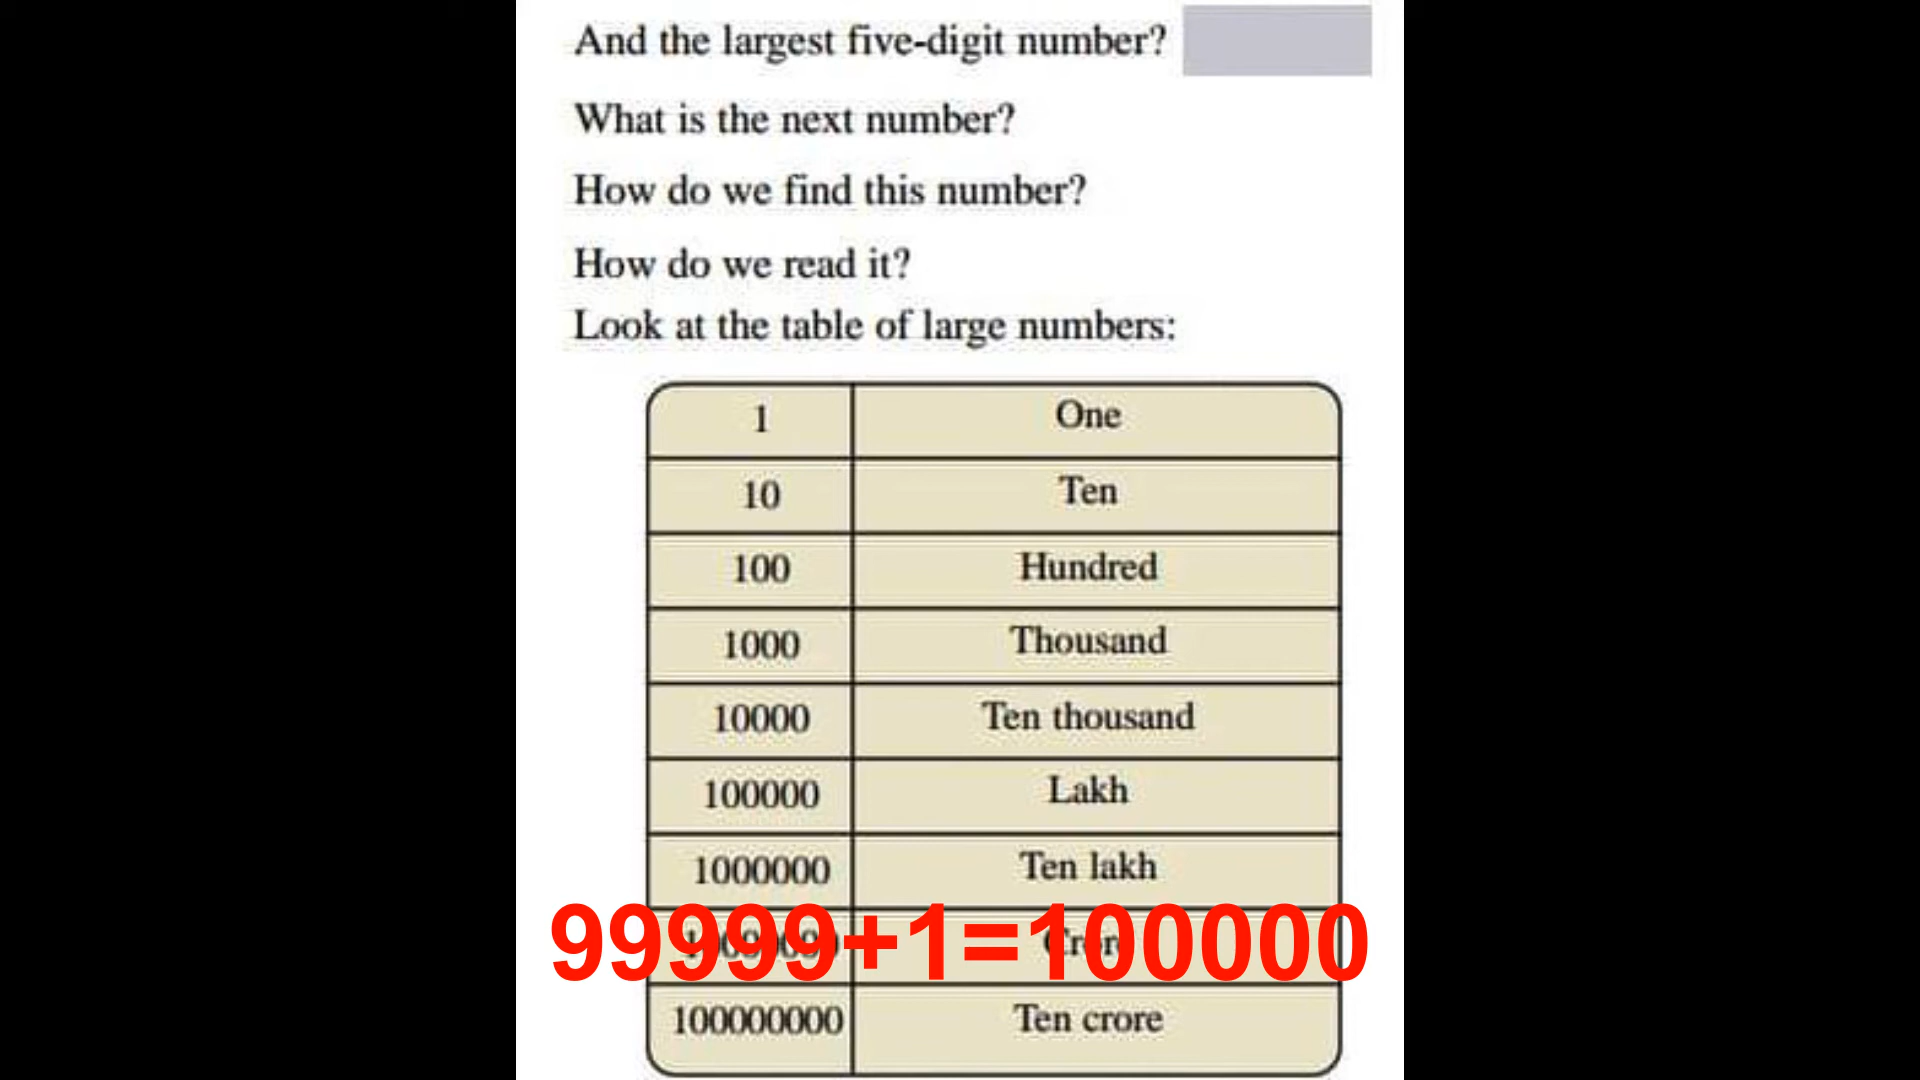 And the largest five-digit number?
What is the next number?
How do we find this number?
How do we read it?
Look at the table of large numbers:
1 One
10 Ten
100 Hundred
1000 Thousand
10000 Ten thousand
100000 Lakh
1000000 Ten lakh
99999+1=100000
10000000 Crore
100000000 Ten crore